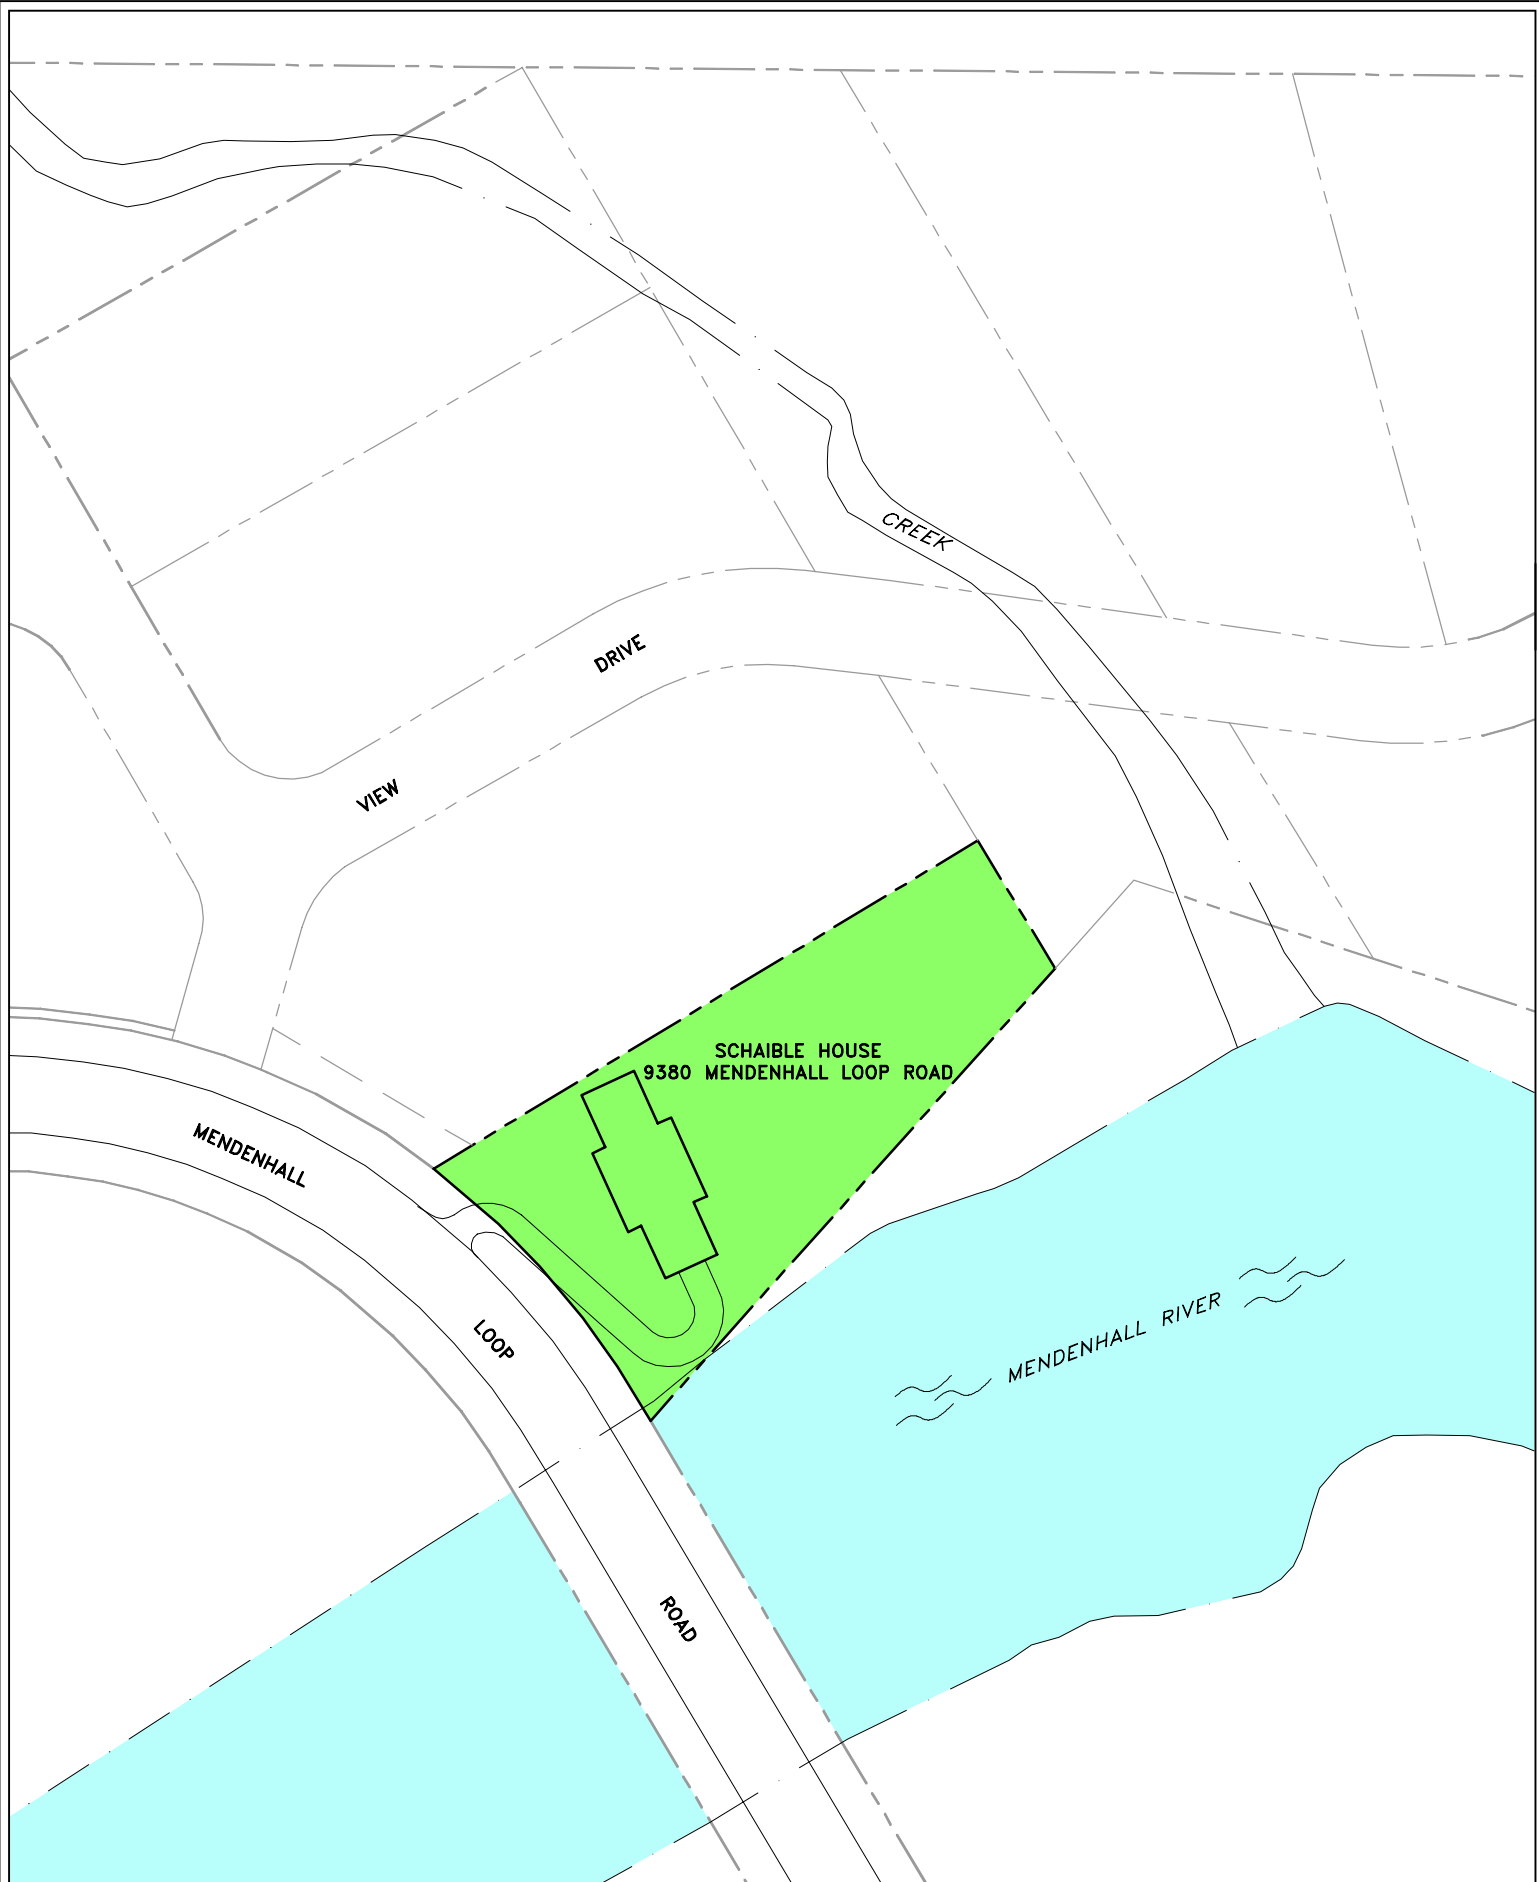 CREEK
DRIVE
VIEW
SCHAIBLE HOUSE
9380 MENDENHALL LOOP ROAD
MENDENHALL
LOOP
MENDENHALL RIVER
ROAD